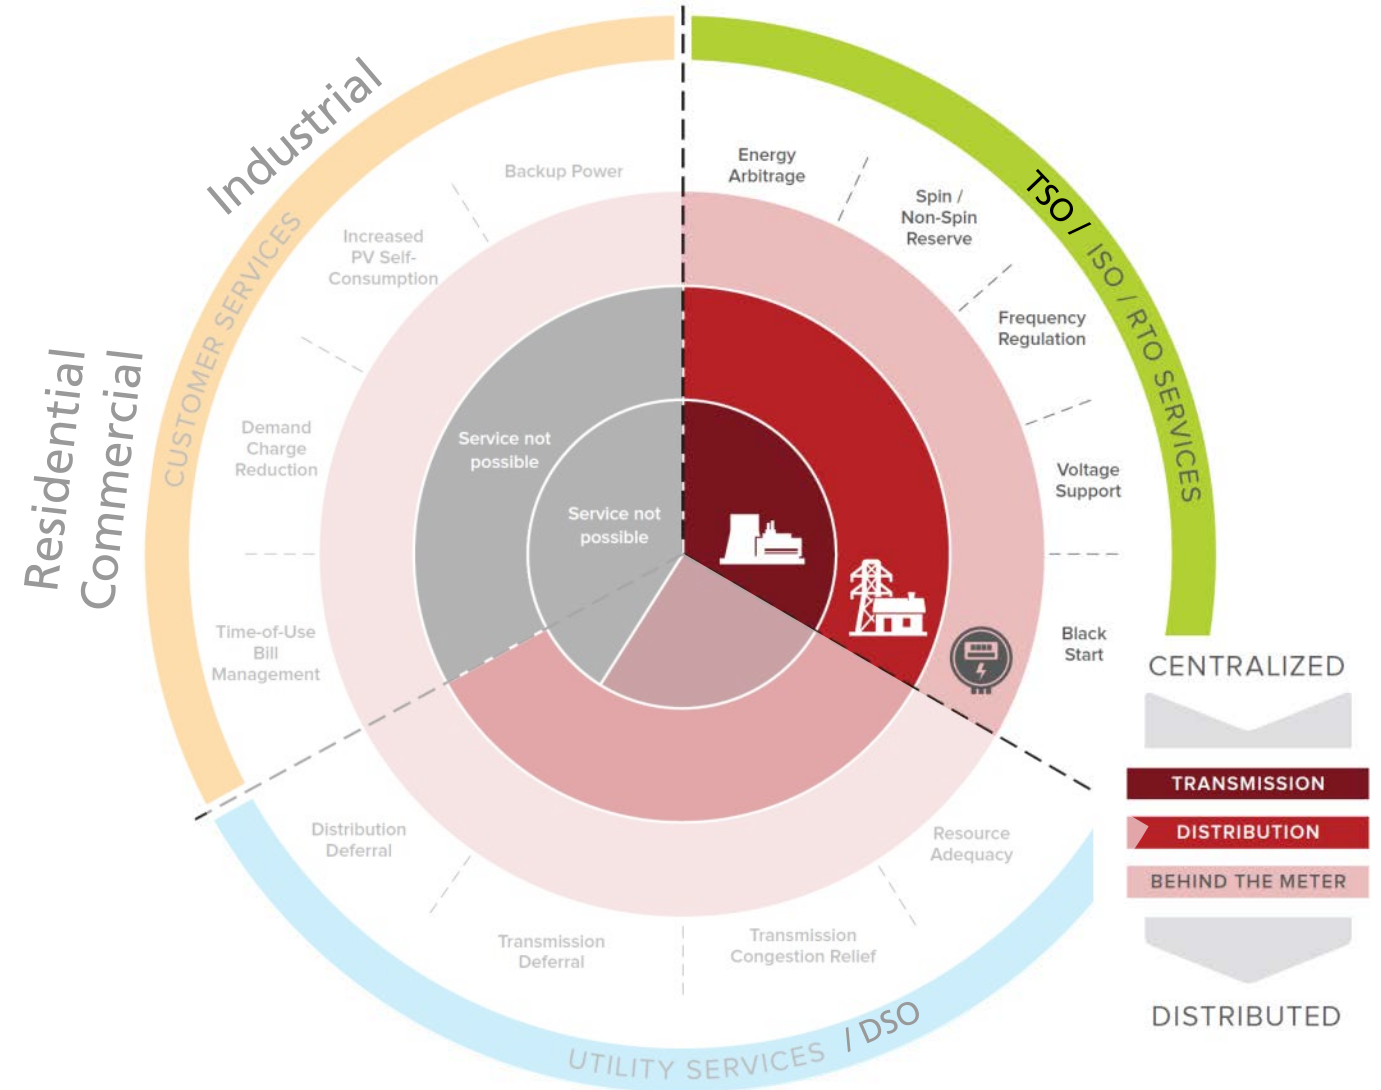 Industrial
Residential
Commercial
CUSTOMER SERVICES
Backup Power
Increased
PV Self-
Consumption
Demand
Charge
Reduction
Time-of-Use
Bill
Management
Service not
possible
Service not
possible
Energy
Arbitrage
Spin /
Non-Spin
Reserve
Frequency
Regulation
Voltage
Support
Black
Start
TSO / ISO / RTO SERVICES
Distribution
Deferral
Transmission
Deferral
Transmission
Congestion Relief
Resource
Adequacy
UTILITY SERVICES / DSO
CENTRALIZED
TRANSMISSION
DISTRIBUTION
BEHIND THE METER
DISTRIBUTED